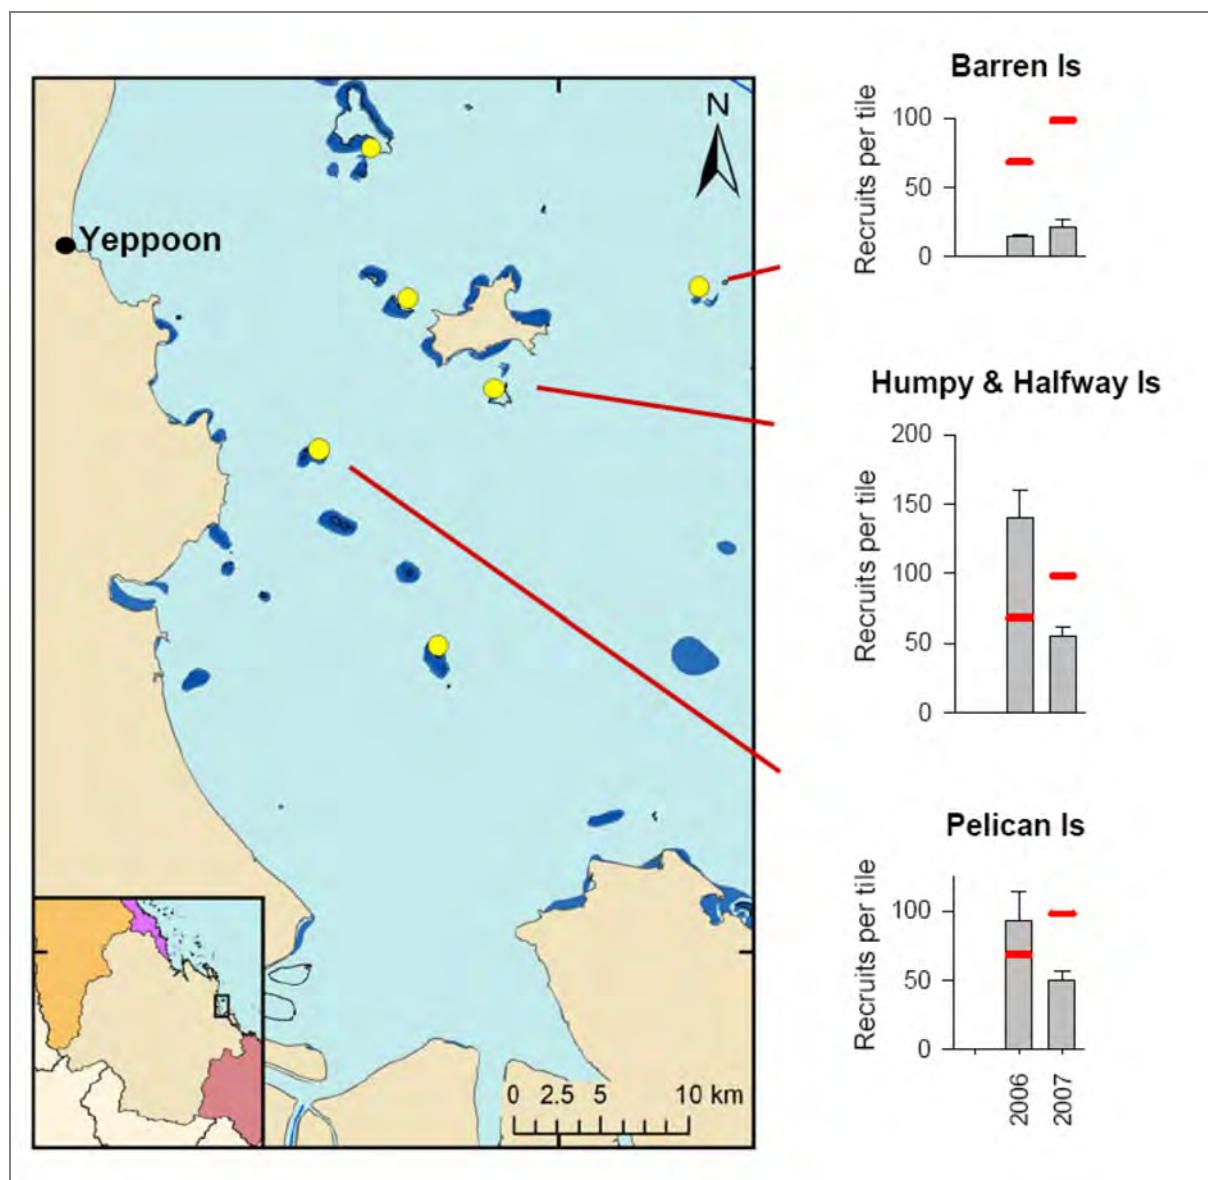 N
Yeppoon
0 2.5 5 10 km
Barren Is
Recruits per tile
100
50
0
Humpy & Halfway Is
Recruits per tile
200
150
100
50
0
Pelican Is
Recruits per tile
100
50
0
2006
2007